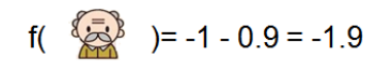 f( )= -1 - 0.9 = -1.9